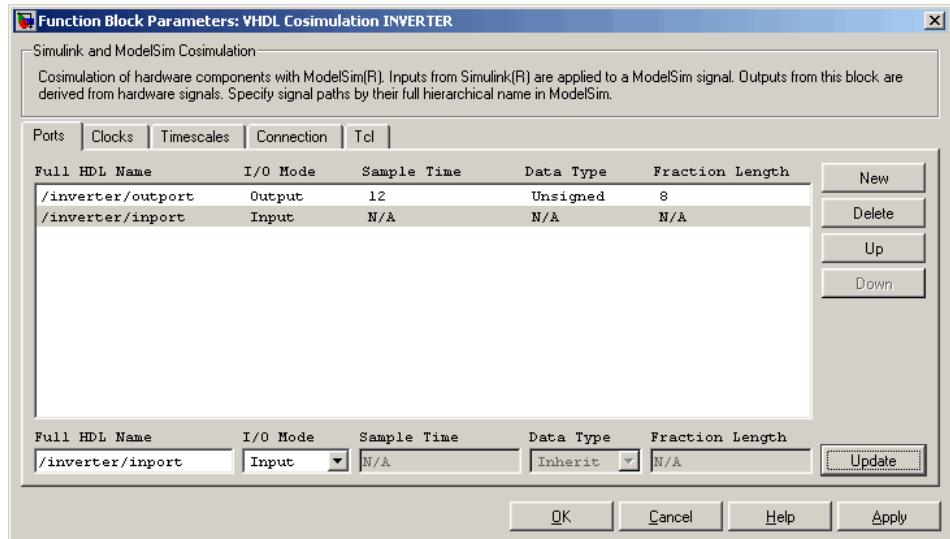 Function Block Parameters: VHDL Cosimulation INVERTER
Simulink and ModelSim Cosimulation
Cosimulation of hardware components with ModelSim(R). Inputs from Simulink(R) are applied to a ModelSim signal. Outputs from this block are
derived from hardware signals. Specify signal paths by their full hierarchical name in ModelSim.
Ports Clocks Timescales Connection Tcl
Full HDL Name I/O Mode Sample Time Data Type Fraction Length New
/inverter/outport Output 12 Unsigned 8
/inverter/inport Input N/A N/A N/A Delete
Up
Down
Full HDL Name I/O Mode Sample Time Data Type Fraction Length
/inverter/inport Input N/A Inherit N/A Update
OK Cancel Help Apply